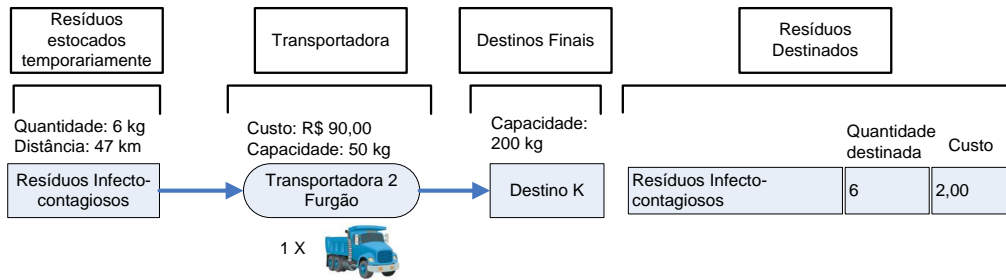 Resíduos
estocados
temporariamente
Transportadora
Destinos Finais
Resíduos
Destinados
Quantidade: 6 kg
Distância: 47 km
Custo: R$ 90,00
Capacidade: 50 kg
Capacidade:
200 kg
Quantidade
destinada
Custo
Resíduos Infecto-
contagiosos
Transportadora 2
Furgão
Destino K
Resíduos Infecto-
contagiosos
6
2,00
1 X